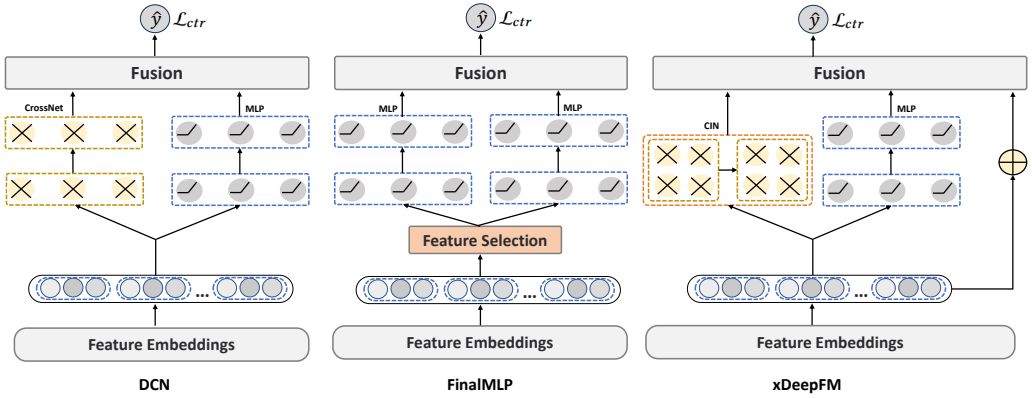 ŷ ℒctr
Fusion
CrossNet
MLP
...
Feature Embeddings
DCN
ŷ ℒctr
Fusion
MLP
MLP
Feature Selection
...
Feature Embeddings
FinalMLP
ŷ ℒctr
Fusion
CIN
MLP
...
Feature Embeddings
xDeepFM